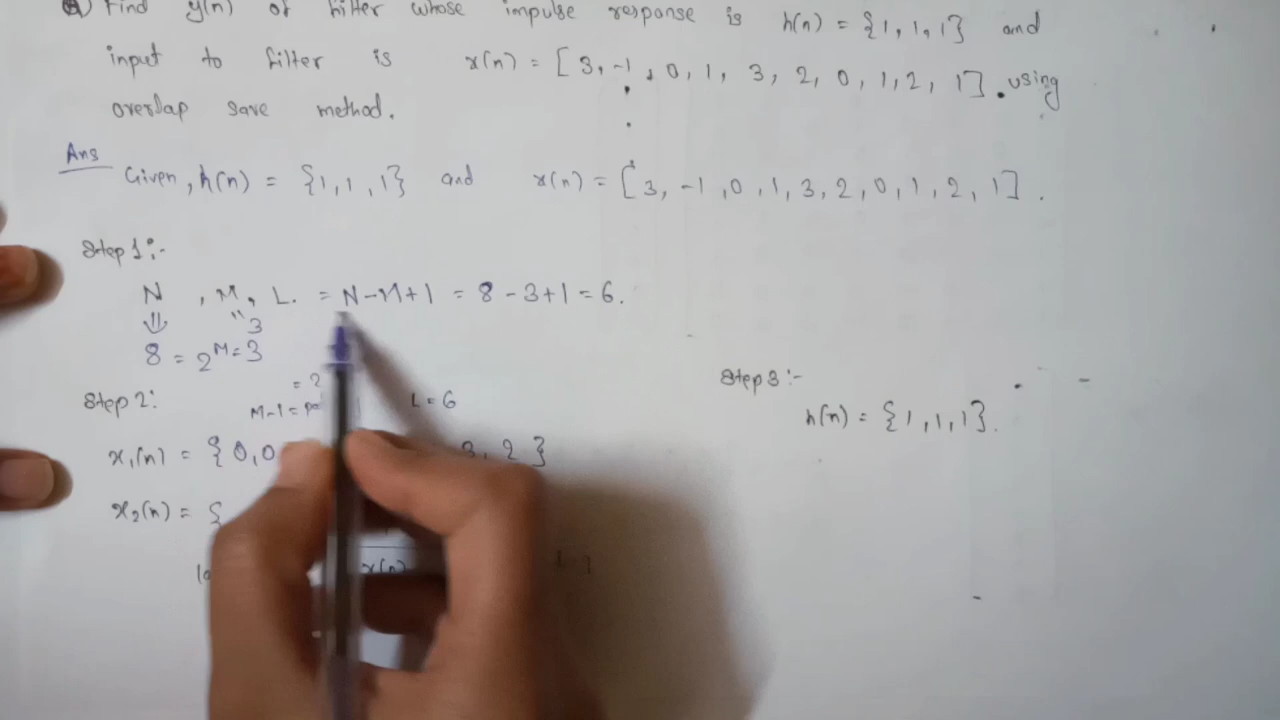 Q) Find y(n) of filter whose impulse response is h(n) = {1, 1, 1} and
input to filter is x(n) = [3, -1, 0, 1, 3, 2, 0, 1, 2, 1] using
overlap save method.
Ans
Given, h(n) = {1, 1, 1} and x(n) = [3, -1, 0, 1, 3, 2, 0, 1, 2, 1].
Step 1:-
N , M, L. = N-M+1 = 8 - 3+1 = 6.
⇓ " 3
8 = 2^M=3
Step 2:
= 2
M-1 = L = 6
x1(n) = { 0, 0 3, 2 }
x2(n) = {
x(n)
Step 3 :-
h(n) = {1, 1, 1}.